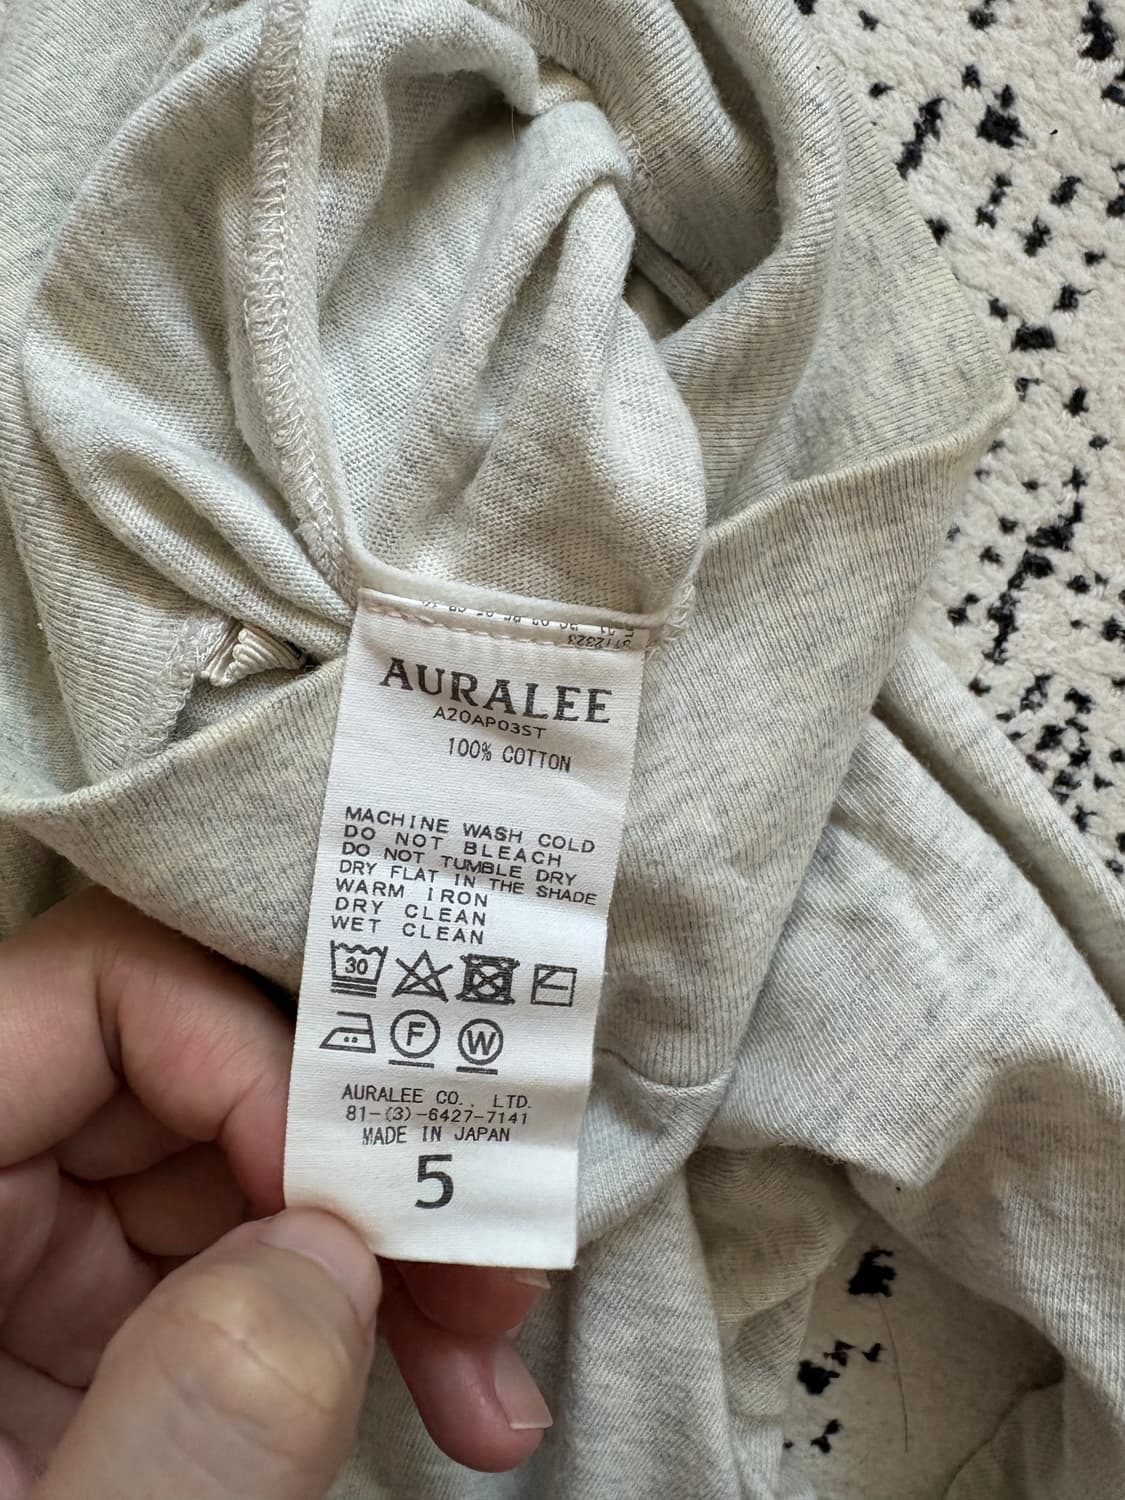 AURALEE
A20AP03ST
100% COTTON
MACHINE WASH COLD
DO NOT BLEACH
DO NOT TUMBLE DRY
DRY FLAT IN THE SHADE
WARM IRON
DRY CLEAN
WET CLEAN
30
F W
AURALEE CO., LTD.
81-(3)-6427-7141
MADE IN JAPAN
5